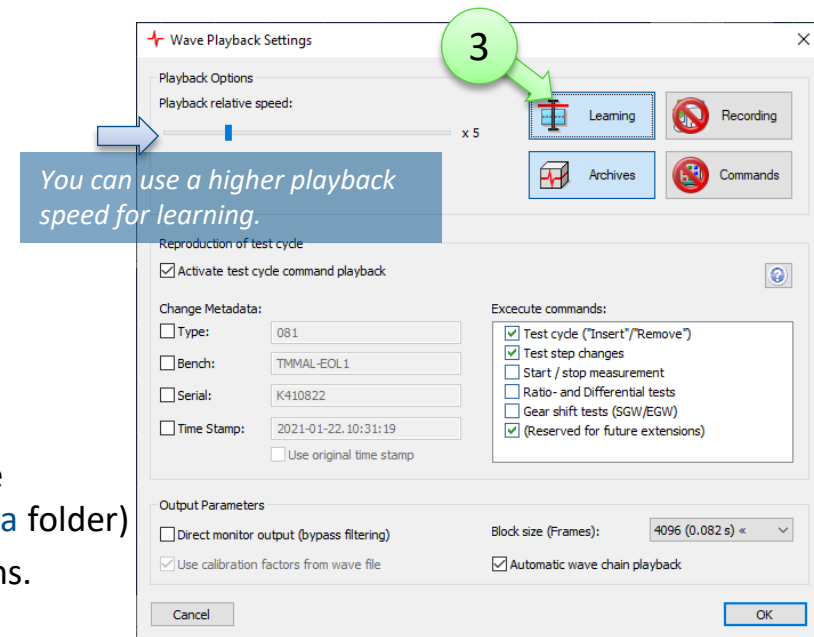 Wave Playback Settings
3
Playback Options
Playback relative speed:
x 5
Learning
Recording
Archives
Commands
You can use a higher playback
speed for learning.
Reproduction of test cycle
Activate test cycle command playback
Change Metadata:
Excecute commands:
Type: 081
Bench: TMMAL-EOL1
Serial: K410822
Time Stamp: 2021-01-22.10:31:19
Use original time stamp
Test cycle ("Insert"/"Remove")
Test step changes
Start / stop measurement
Ratio- and Differential tests
Gear shift tests (SGW/EGW)
(Reserved for future extensions)
a folder)
Output Parameters
Direct monitor output (bypass filtering)
Block size (Frames): 4096 (0.082 s) «
Use calibration factors from wave file
Automatic wave chain playback
Cancel
OK